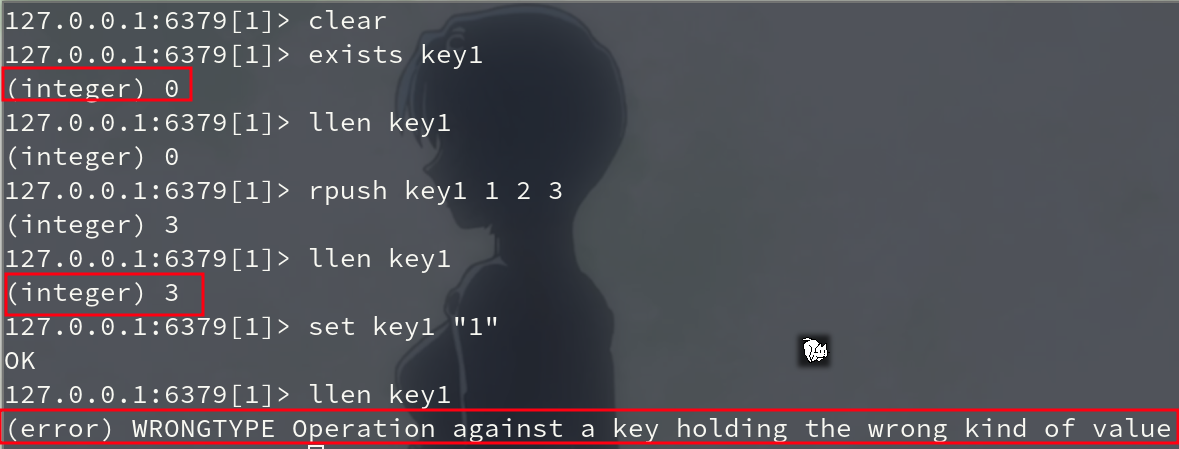 127.0.0.1:6379[1]> clear
127.0.0.1:6379[1]> exists key1
(integer) 0
127.0.0.1:6379[1]> llen key1
(integer) 0
127.0.0.1:6379[1]> rpush key1 1 2 3
(integer) 3
127.0.0.1:6379[1]> llen key1
(integer) 3
127.0.0.1:6379[1]> set key1 "1"
OK
127.0.0.1:6379[1]> llen key1
(error) WRONGTYPE Operation against a key holding the wrong kind of value